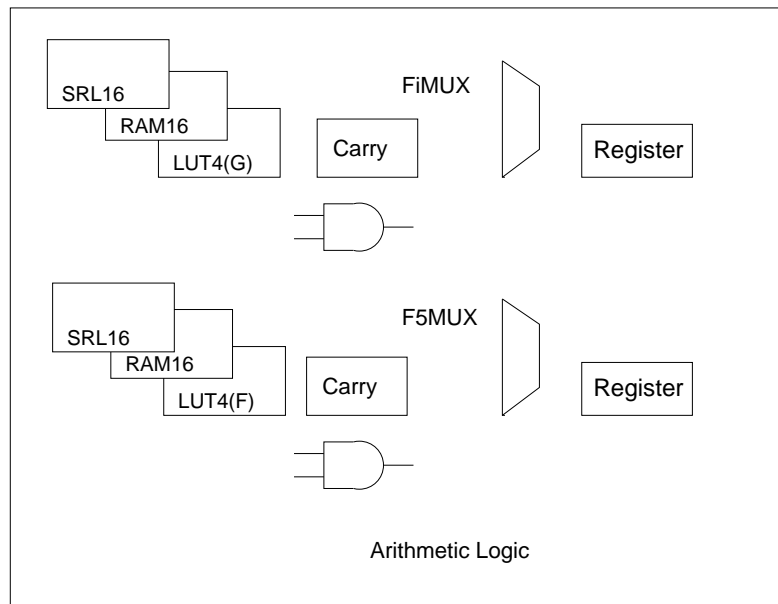 SRL16
RAM16
LUT4(G)
Carry
FiMUX
Register
SRL16
RAM16
LUT4(F)
Carry
F5MUX
Register
Arithmetic Logic